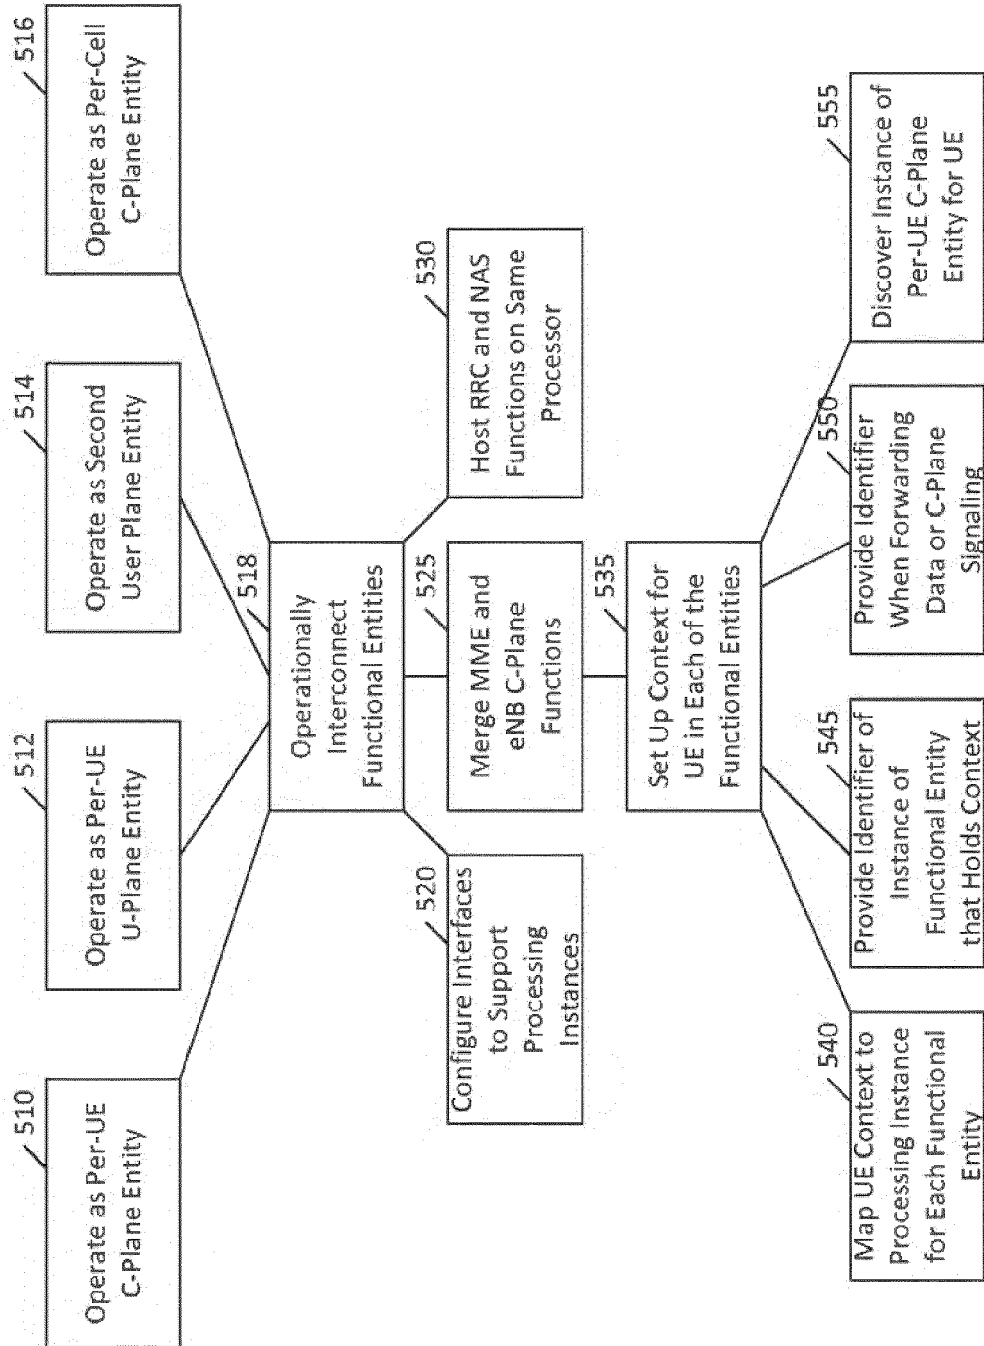 510
Operate as Per-UE
C-Plane Entity
512
Operate as Per-UE
U-Plane Entity
514
Operate as Second
User Plane Entity
516
Operate as Per-Cell
C-Plane Entity
518
Operationally
Interconnect
Functional Entities
520
Configure Interfaces
to Support
Processing
Instances
525
Merge MME and
eNB C-Plane
Functions
530
Host RRC and NAS
Functions on Same
Processor
535
Set Up Context for
UE in Each of the
Functional Entities
540
Map UE Context to
Processing Instance
for Each Functional
Entity
545
Provide Identifier of
Instance of
Functional Entity
that Holds Context
550
Provide Identifier
When Forwarding
Data or C-Plane
Signaling
555
Discover Instance of
Per-UE C-Plane
Entity for UE